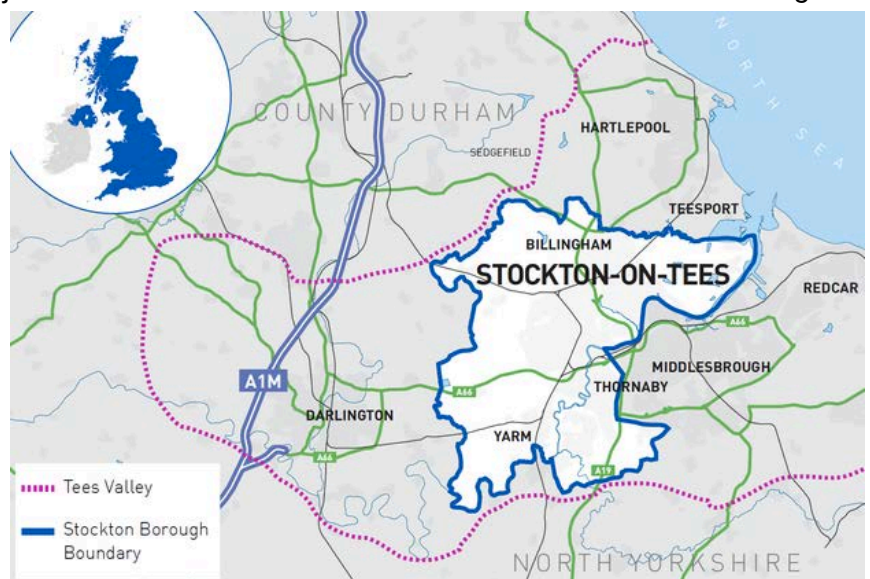 NORTH SEA
COUNTY DURHAM
HARTLEPOOL
SEDGEFIELD
TEESPORT
BILLINGHAM
STOCKTON-ON-TEES
REDCAR
A66
MIDDLESBROUGH
A1M
THORNABY
A66
DARLINGTON
YARM
A66
A19
Tees Valley
Stockton Borough
Boundary
NORTH YORKSHIRE